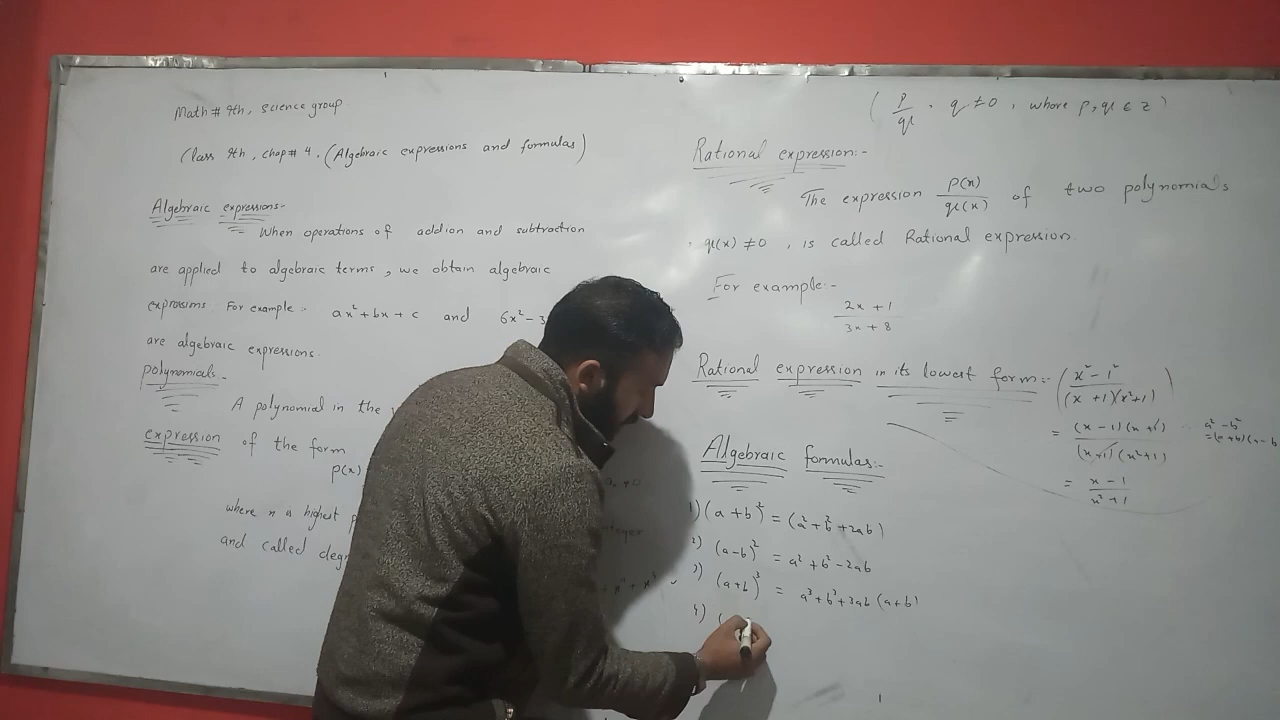 Math # 9th, science group.
Class 9th, chap # 4. (Algebraic expressions and formulas)
Algebraic expressions:-
When operations of addion and subtraction
are applied to algebraic terms, we obtain algebraic
For example:- ax²+bx+c and 6x²-3
are algebraic expressions.
Polynomials:-
A polynomial in the
expression of the form
p(x)
where n is highest
and called
(p/q, q≠0, whore p,q ∈ z)
Rational expression:-
The expression p(x)/q(x) of two polynomials
, q(x) ≠0, is called Rational expression.
For example:-
2x+1/3x+8
Rational expression in its lowest form:- (x²-1²/(x+1)(x²+1))
= (x-1)(x+1)/(x+1)(x²+1) ∵ a²-b²
=(a+b)(a-b
= x-1/x²+1
Algebraic formulas:-
1) (a+b)² = (a²+b²+2ab)
2) (a-b)² = a²+b²-2ab
3) (a+b)³ = a³+b³+3ab(a+b)
4) (